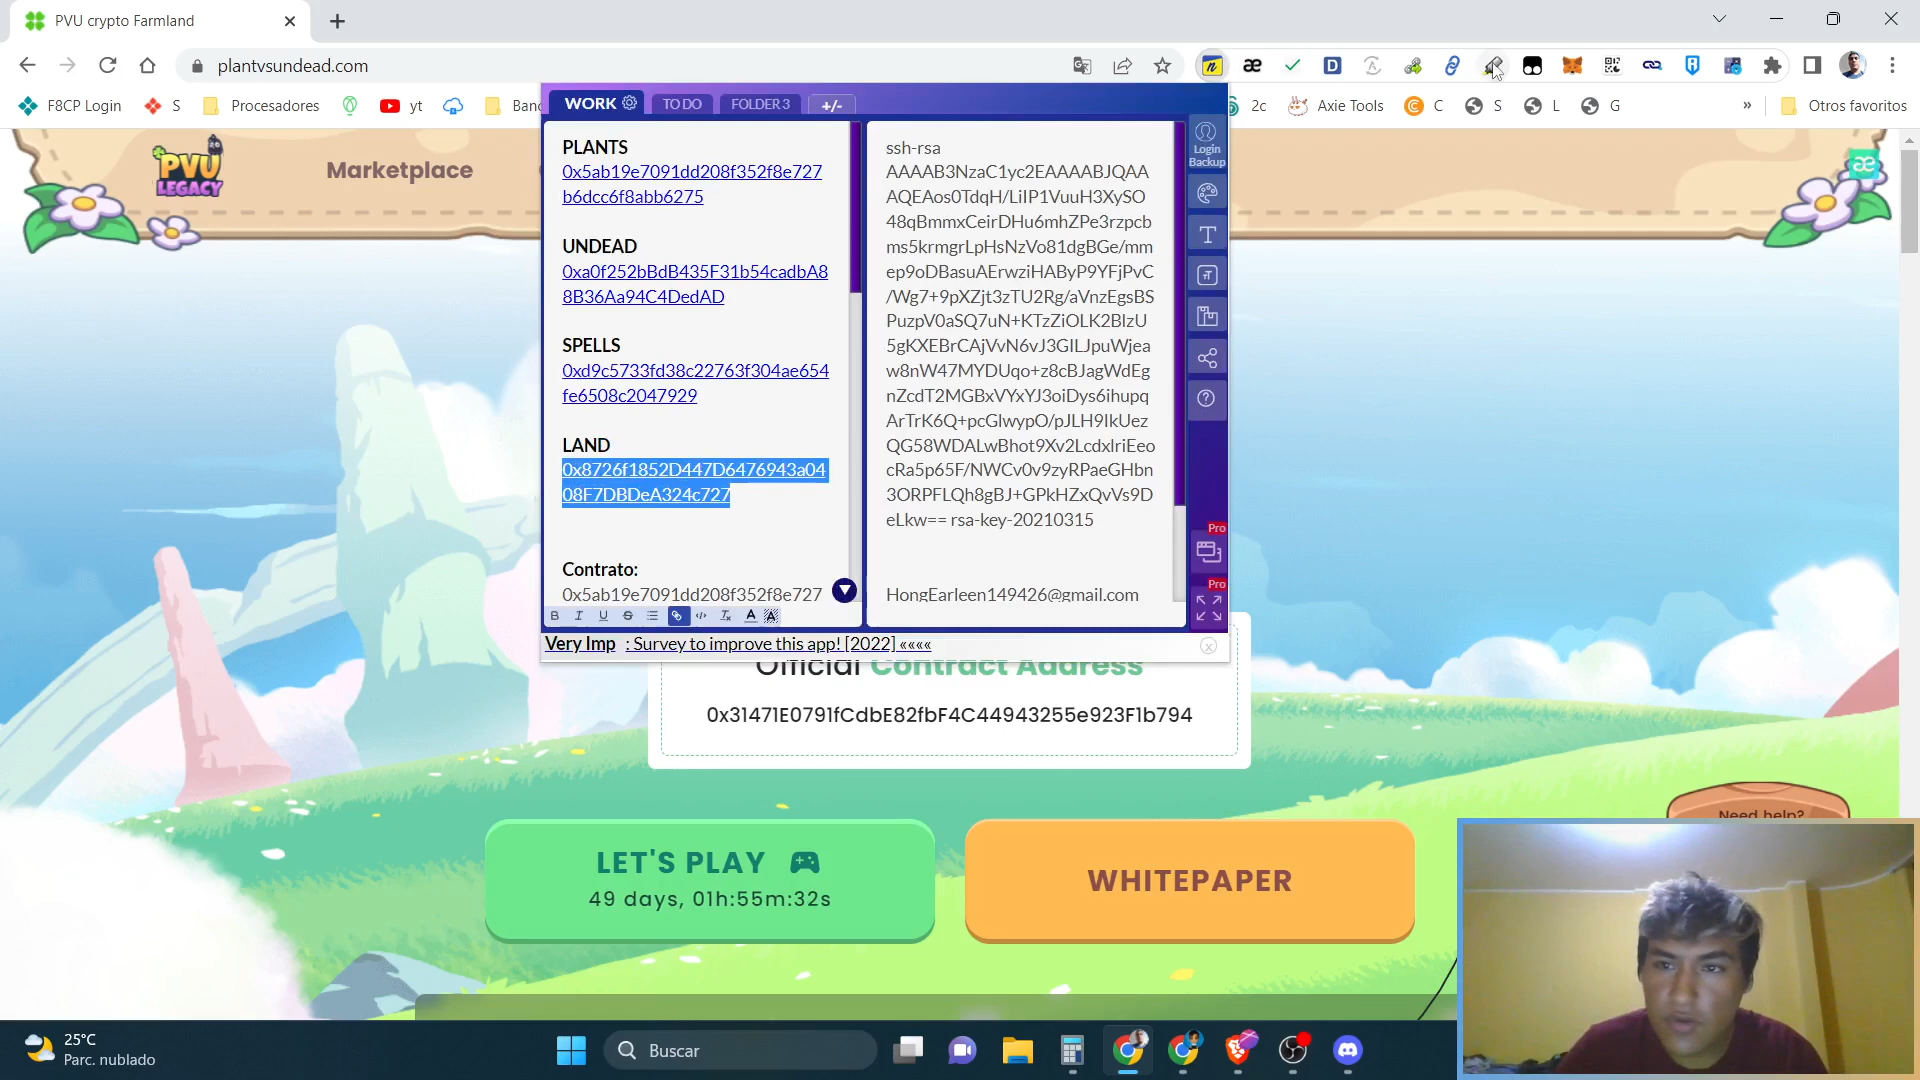 PVU crypto Farmland
plantvsundead.com
F8CP Login
S
Procesadores
yt
Banc
2c
Axie Tools
C
S
L
G
»
Otros favoritos
PVU
LEGACY
Marketplace
WORK
TO DO
FOLDER 3
+/-
PLANTS
0x5ab19e7091dd208f352f8e727
b6dcc6f8abb6275
UNDEAD
0xa0f252bBdB435F31b54cadbA8
8B36Aa94C4DedAD
SPELLS
0xd9c5733fd38c22763f304ae654
fe6508c2047929
LAND
0x8726f1852D447D6476943a04
08F7DBDeA324c727
Contrato:
0x5ab19e7091dd208f352f8e727
ssh-rsa
AAAAB3NzaC1yc2EAAAABJQAA
AQEAos0TdqH/LiIP1VuuH3XySO
48qBmmxCeirDHu6mhZPe3rzpcb
ms5krmgrLpHsNzVo81dgBGe/mm
ep9oDBasuAErwziHAByP9YFjPvC
/Wg7+9pXZjt3zTU2Rg/aVnzEgsBS
PuzpV0aSQ7uN+KTzZiOLK2BIzU
5gKXEBrCAjVvN6vJ3GILJpuWjea
w8nW47MYDUqo+z8cBJagWdEg
nZcdT2MGBxVYxYJ3oiDys6ihupq
ArTrK6Q+pcGlwypO/pJLH9IkUez
QG58WDALwBhot9Xv2LcdxIriEeo
cRa5p65F/NWCv0v9zyRPaeGHbn
3ORPFLQh8gBJ+GPkHZxQvVs9D
eLkw== rsa-key-20210315
HongEarleen149426@gmail.com
Login
Backup
Pro
Pro
Very Imp : Survey to improve this app! [2022] ««««
Official Contract Address
0x31471E0791fCdbE82fbF4C44943255e923F1b794
LET'S PLAY
49 days, 01h:55m:32s
WHITEPAPER
Need help?
25°C
Parc. nublado
Buscar